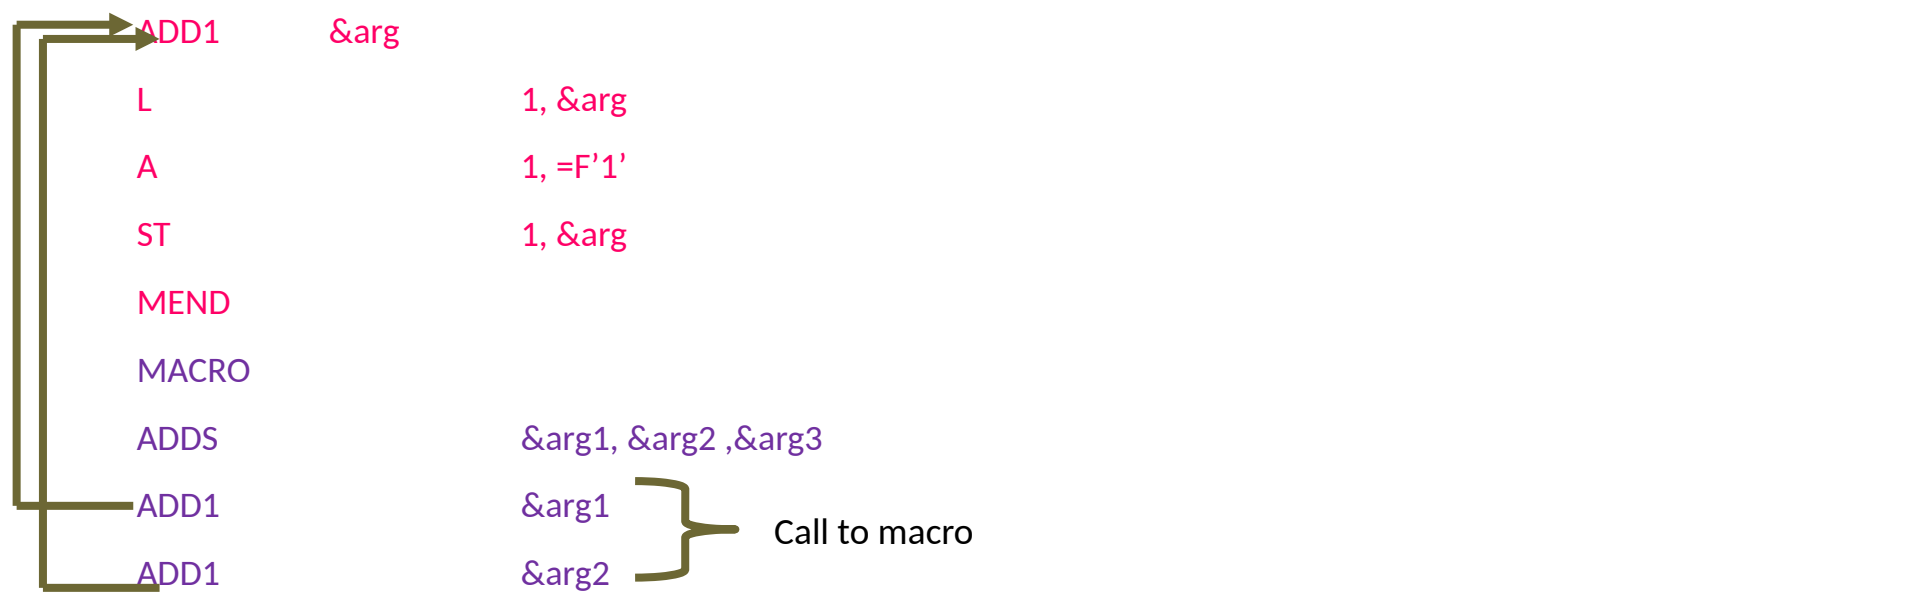 ADD1 &arg
L 1, &arg
A 1, =F’1’
ST 1, &arg
MEND
MACRO
ADDS &arg1, &arg2 ,&arg3
ADD1 &arg1
Call to macro
ADD1 &arg2